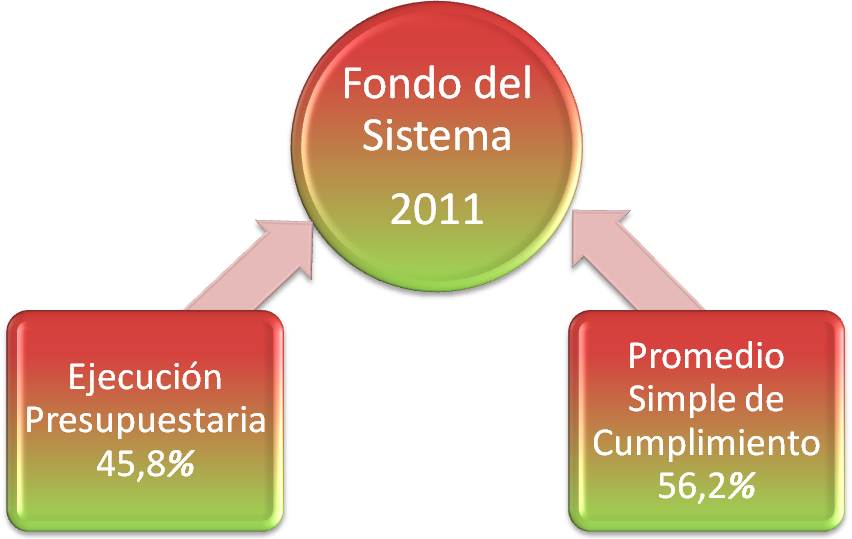 Fondo del
Sistema
2011
Ejecución
Presupuestaria
45,8%
Promedio
Simple de
Cumplimiento
56,2%